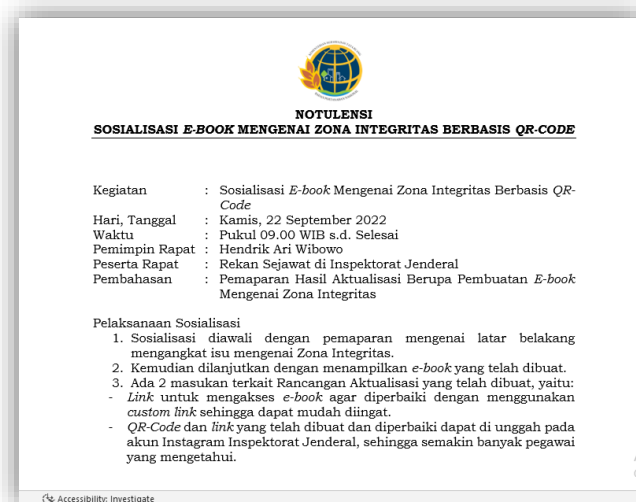 NOTULENSI
SOSIALISASI E-BOOK MENGENAI ZONA INTEGRITAS BERBASIS QR-CODE
Kegiatan : Sosialisasi E-book Mengenai Zona Integritas Berbasis QR-
Code
Hari, Tanggal : Kamis, 22 September 2022
Waktu : Pukul 09.00 WIB s.d. Selesai
Pemimpin Rapat : Hendrik Ari Wibowo
Peserta Rapat : Rekan Sejawat di Inspektorat Jenderal
Pembahasan : Pemaparan Hasil Aktualisasi Berupa Pembuatan E-book
Mengenai Zona Integritas
Pelaksanaan Sosialisasi
1. Sosialisasi diawali dengan pemaparan mengenai latar belakang
mengangkat isu mengenai Zona Integritas.
2. Kemudian dilanjutkan dengan menampilkan e-book yang telah dibuat.
3. Ada 2 masukan terkait Rancangan Aktualisasi yang telah dibuat, yaitu:
- Link untuk mengakses e-book agar diperbaiki dengan menggunakan
custom link sehingga dapat mudah diingat.
- QR-Code dan link yang telah dibuat dan diperbaiki dapat di unggah pada
akun Instagram Inspektorat Jenderal, sehingga semakin banyak pegawai
yang mengetahui.
Accessibility: Investigate